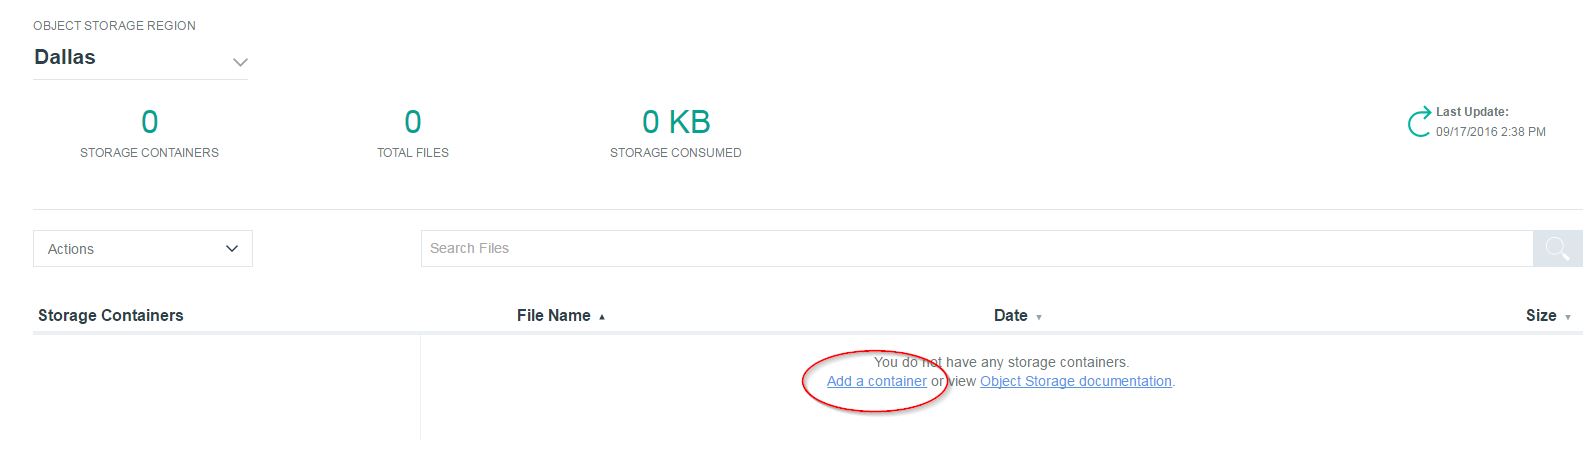 OBJECT STORAGE REGION
Dallas
0
STORAGE CONTAINERS
0
TOTAL FILES
0 KB
STORAGE CONSUMED
Last Update:
09/17/2016 2:38 PM
Actions
Search Files
Storage Containers
File Name
Date
Size
You do not have any storage containers.
Add a container or view Object Storage documentation.